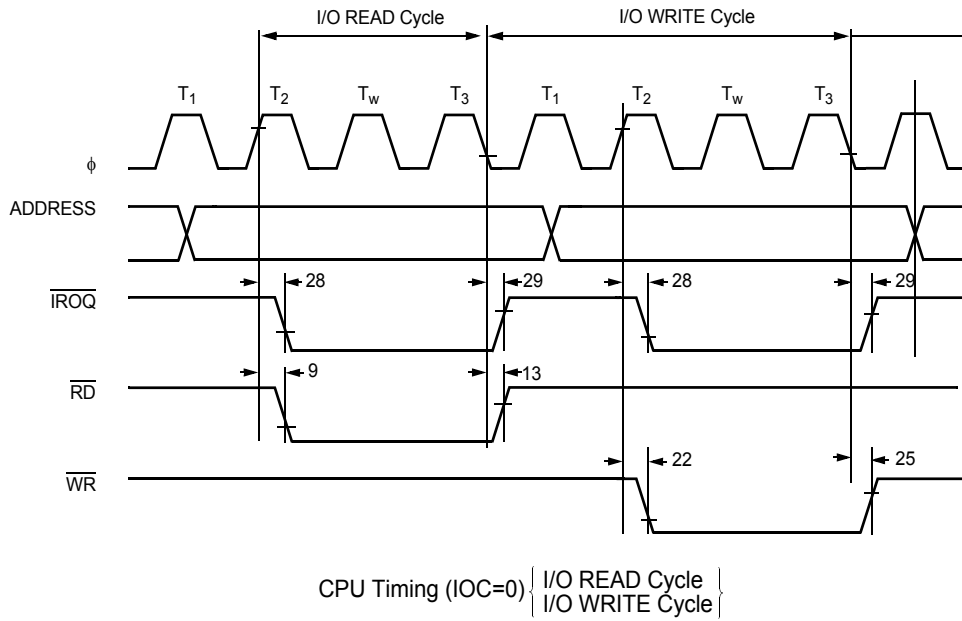 I/O READ Cycle I/O WRITE Cycle
T1 T2 Tw T3 T1 T2 Tw T3
ϕ
ADDRESS
28 29 28 29
IROQ
9 13
RD
22 25
WR
CPU Timing (IOC=0) I/O READ Cycle
I/O WRITE Cycle